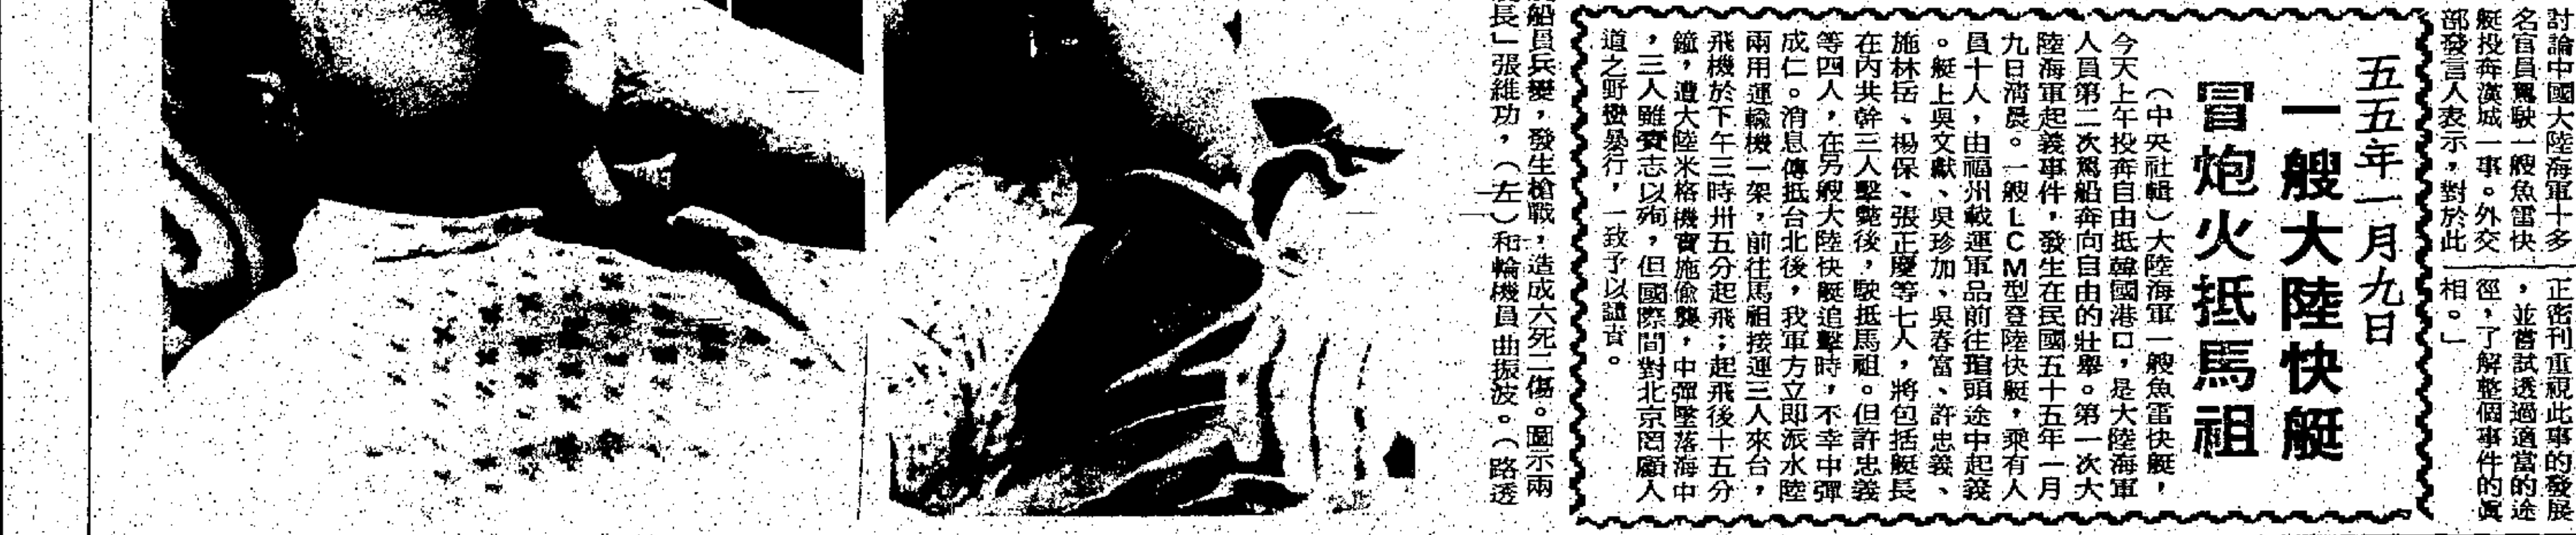 討論中國大陸海軍十多
名官員駕駛一艘魚雷快
艇投奔漢城一事。外交
部發言人表示，對於此
正密刊重視此事的發展
，並嘗試透過適當的途
徑，了解整個事件的眞
相。」
五五年一月九日
一艘大陸快艇
冒炮火抵馬祖
（中央社輯）大陸海軍一艘魚雷快艇，
今天上午投奔自由抵韓國港口，是大陸海軍
人員第二次駕船奔向自由的壯舉。第一次大
陸海軍起義事件，發生在民國五十五年一月
九日淸晨。一艘ＬＣＭ型登陸快艇，乘有人
員十人，由福州載運軍品前往琯頭途中起義
。艇上吳文獻、吳珍加、吳春富、許忠義、
施林岳、楊保、張正慶等七人，將包括艇長
在內共幹三人擊斃後，駛抵馬祖。但許忠義
等四人，在另艘大陸快艇追擊時，不幸中彈
成仁。消息傳抵台北後，我軍方立即派水陸
兩用運輸機一架，前往馬祖接運三人來台，
飛機於下午三時卅五分起飛；起飛後十五分
鐘，遭大陸米格機實施偸襲，中彈墜落海中
，三人雖賫志以殉，但國際間對北京罔顧人
道之野蠻暴行，一致予以譴責。
船員兵變，發生槍戰，造成六死二傷。圖示兩
長」張維功，（左）和輪機員曲振波。（路透